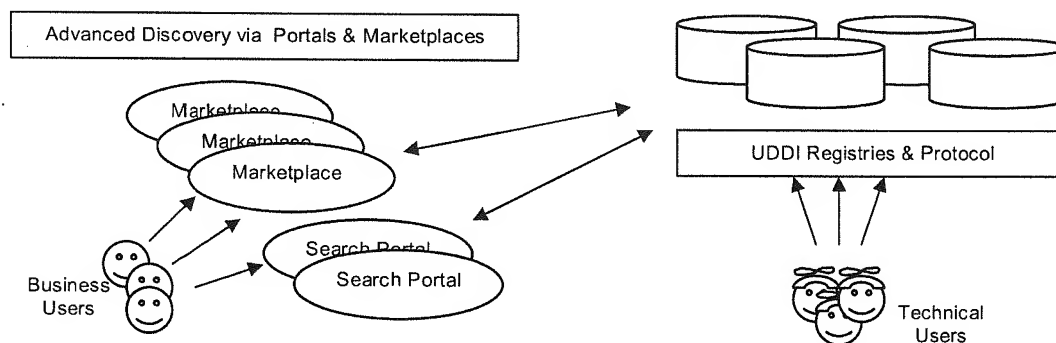 Advanced Discovery via Portals & Marketplaces
Marketplace
Marketplace
Marketplace
UDDI Registries & Protocol
Search Portal
Search Portal
Business
Users
Technical
Users